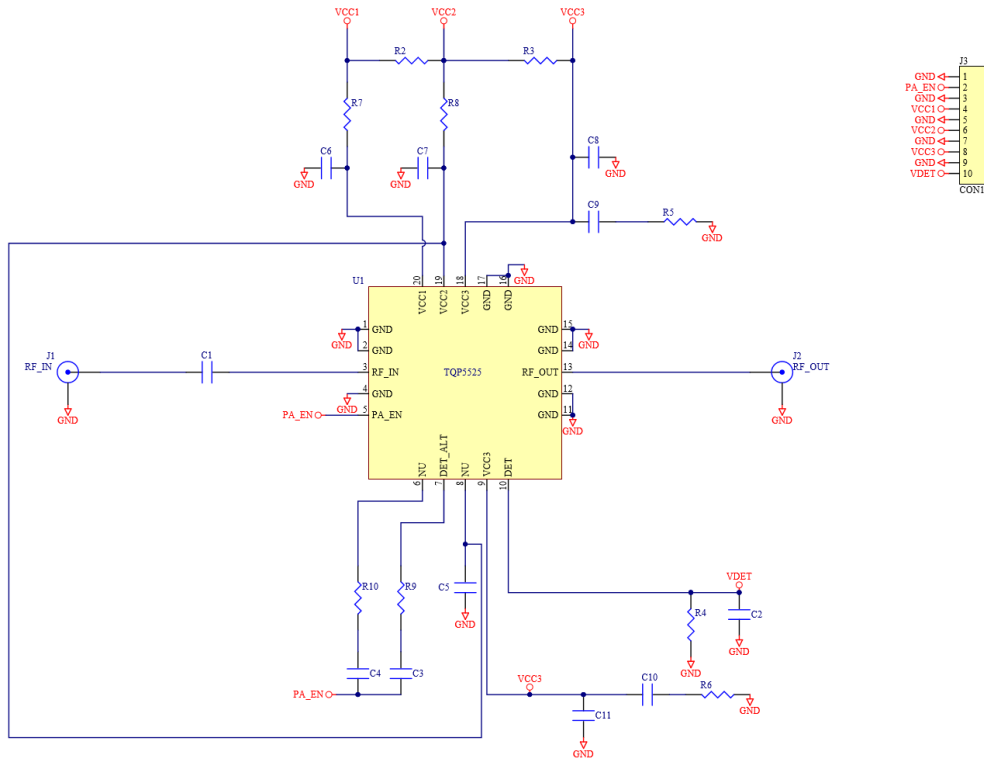 VCC1
VCC2
VCC3
R2
R3
R7
R8
C6
GND
C7
GND
C8
GND
C9
R5
GND
J3
GND 1
PA_EN 2
GND 3
VCC1 4
GND 5
VCC2 6
GND 7
VCC3 8
GND 9
VDET 10
CON1
U1
20
19
18
17
16
GND
VCC1
VCC2
VCC3
GND
GND
GND
1 GND
2 GND
3 RF_IN
GND
4 GND
PA_EN
5 PA_EN
TQP5525
GND 15
GND
GND 14
RF_OUT 13
GND 12
GND 11
GND
J1
RF_IN
GND
C1
J2
RF_OUT
GND
NU
DET_ALT
NU
VCC3
DET
6
7
8
9
10
R10
R9
C5
GND
C4
C3
PA_EN
VDET
R4
C2
GND
GND
VCC3
C10
R6
GND
C11
GND